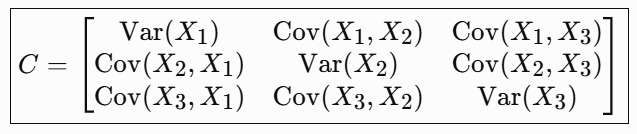 C = [ Var(X₁) Cov(X₁, X₂) Cov(X₁, X₃)
Cov(X₂, X₁) Var(X₂) Cov(X₂, X₃)
Cov(X₃, X₁) Cov(X₃, X₂) Var(X₃) ]